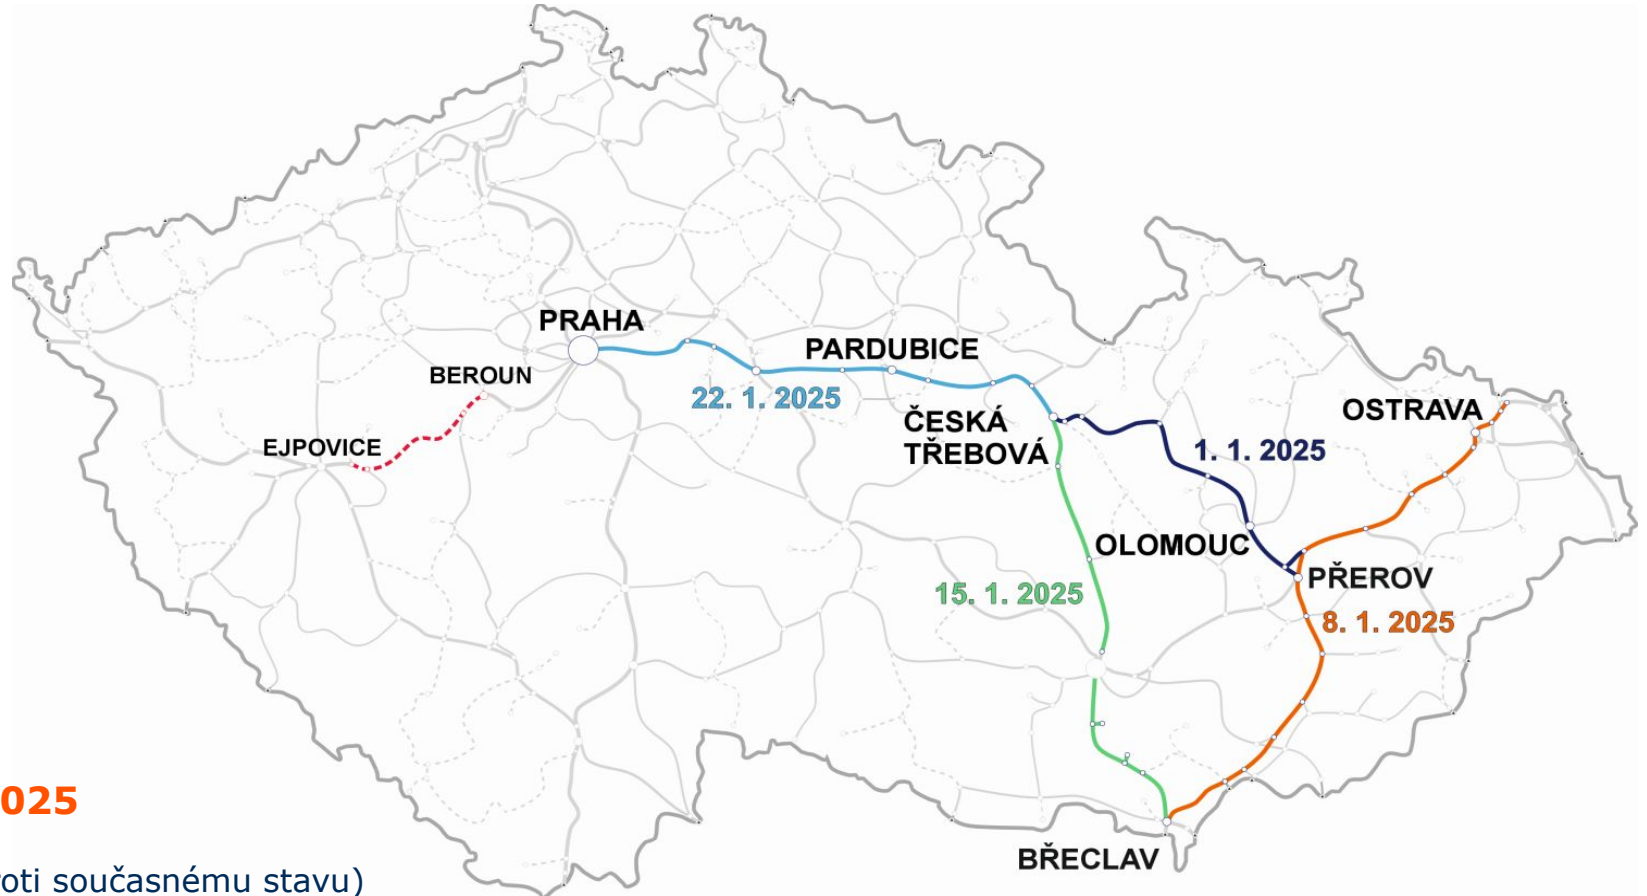 PRAHA
PARDUBICE
BEROUN
22. 1. 2025
OSTRAVA
ČESKÁ
TŘEBOVÁ
EJPOVICE
1. 1. 2025
OLOMOUC
PŘEROV
15. 1. 2025
8. 1. 2025
025
BŘECLAV
roti současnému stavu)